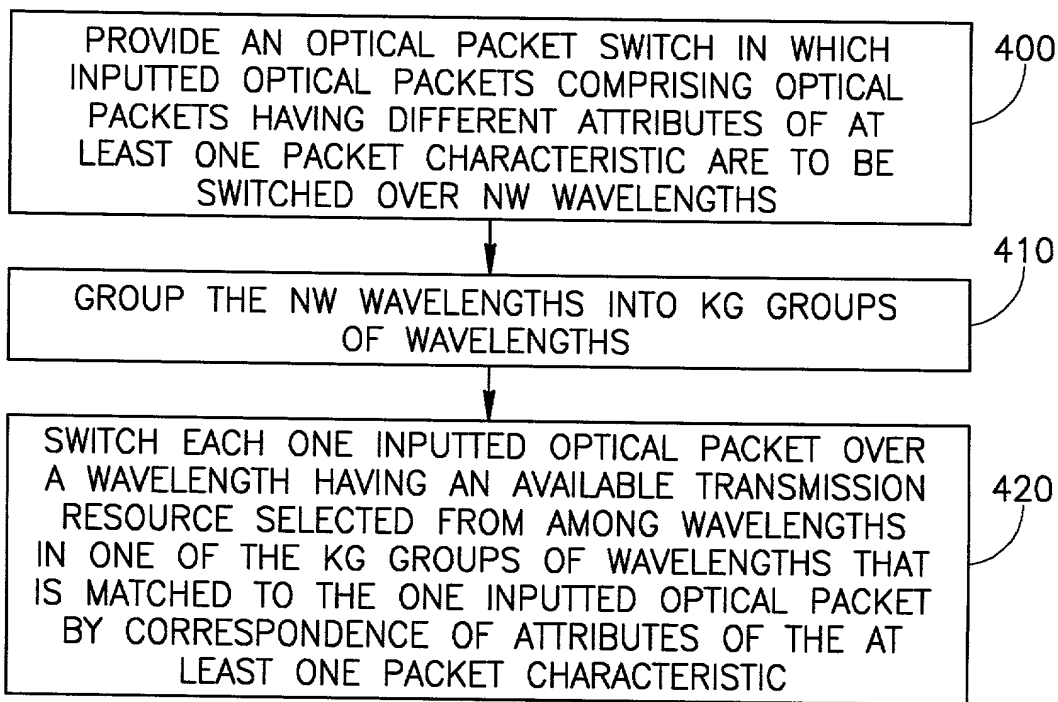 PROVIDE AN OPTICAL PACKET SWITCH IN WHICH
INPUTTED OPTICAL PACKETS COMPRISING OPTICAL
PACKETS HAVING DIFFERENT ATTRIBUTES OF AT
LEAST ONE PACKET CHARACTERISTIC ARE TO BE
SWITCHED OVER NW WAVELENGTHS
400
GROUP THE NW WAVELENGTHS INTO KG GROUPS
OF WAVELENGTHS
410
SWITCH EACH ONE INPUTTED OPTICAL PACKET OVER
A WAVELENGTH HAVING AN AVAILABLE TRANSMISSION
RESOURCE SELECTED FROM AMONG WAVELENGTHS
IN ONE OF THE KG GROUPS OF WAVELENGTHS THAT
IS MATCHED TO THE ONE INPUTTED OPTICAL PACKET
BY CORRESPONDENCE OF ATTRIBUTES OF THE AT
LEAST ONE PACKET CHARACTERISTIC
420